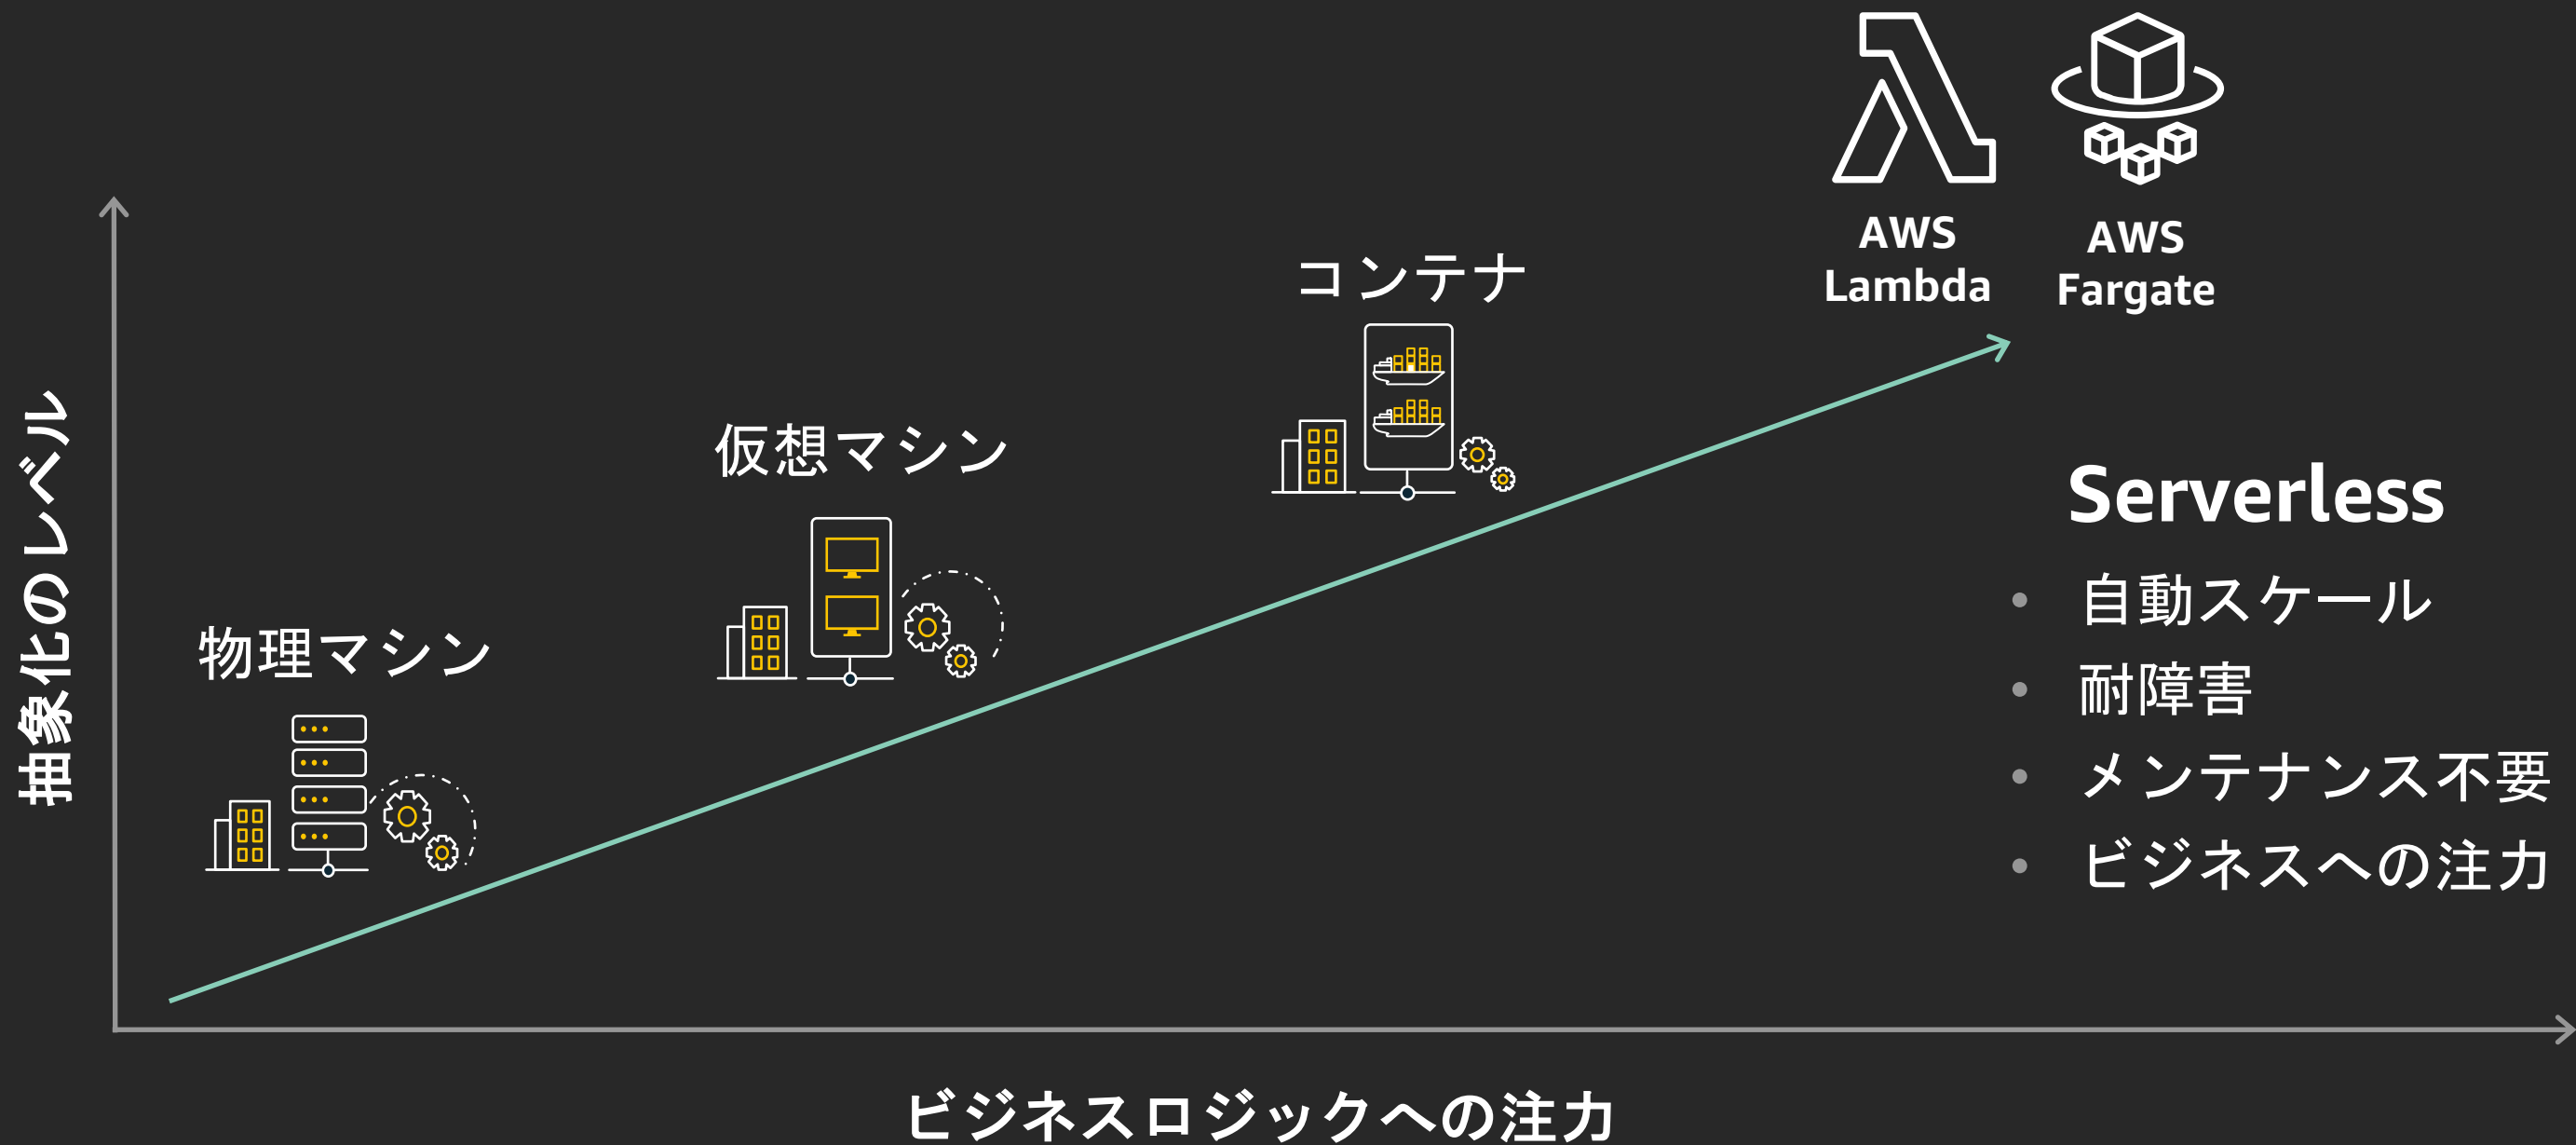 AWS
Lambda
AWS
Fargate
コンテナ
仮想マシン
物理マシン
抽象化のレベル
Serverless
• 自動スケール
• 耐障害
• メンテナンス不要
• ビジネスへの注力
ビジネスロジックへの注力